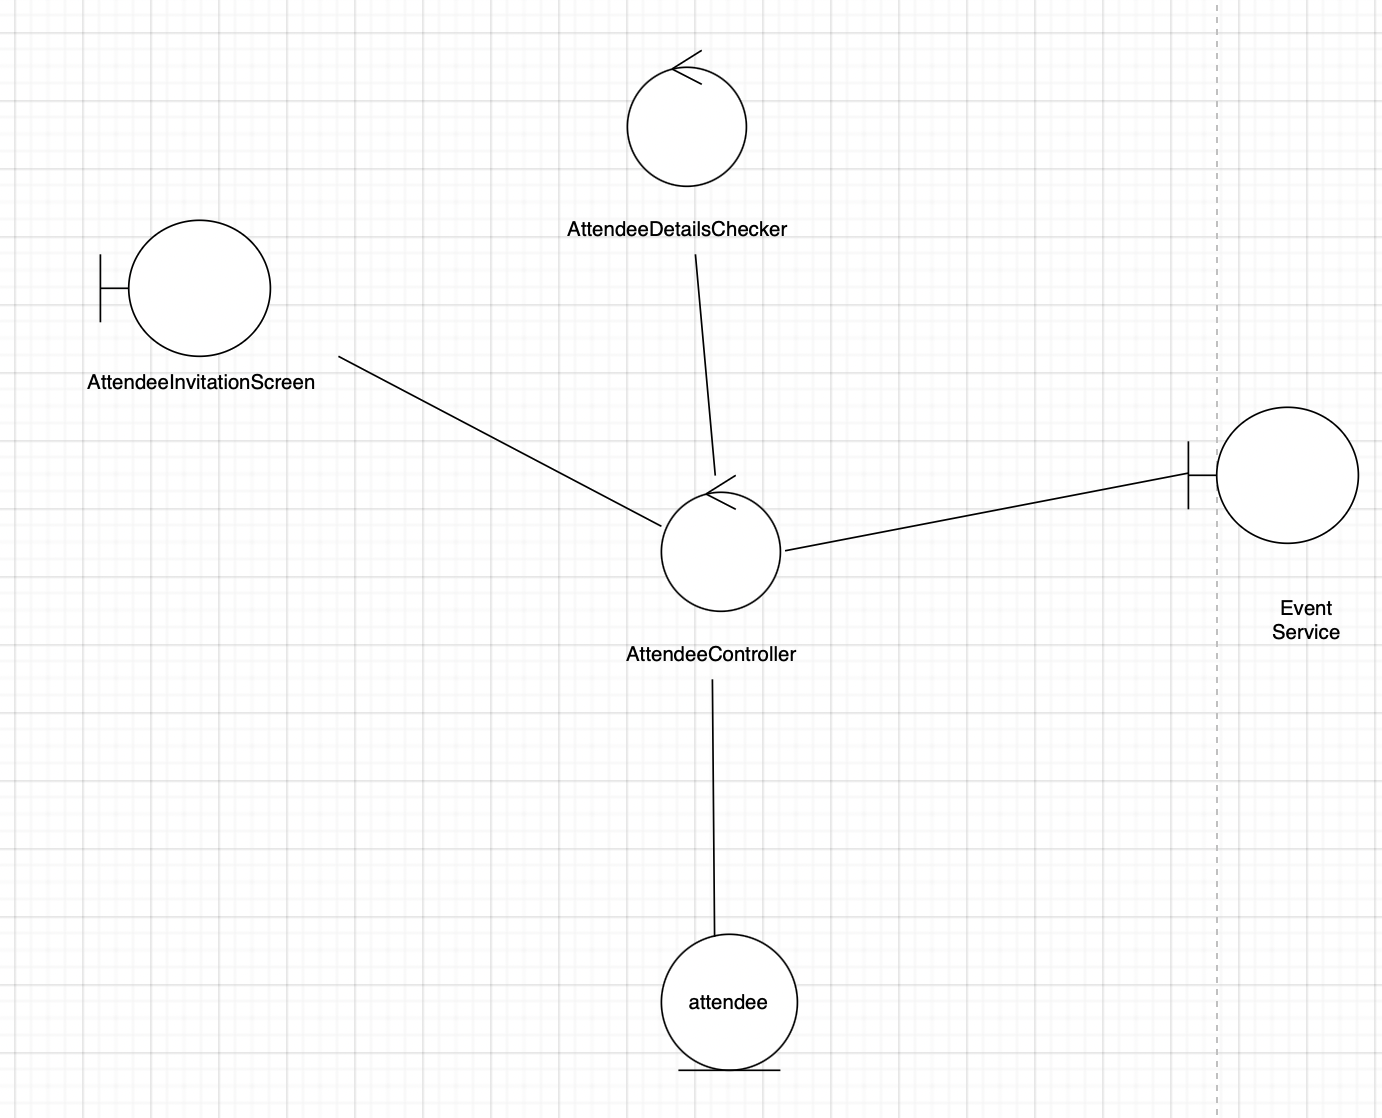 AttendeeDetailsChecker
AttendeeInvitationScreen
Event
Service
AttendeeController
attendee